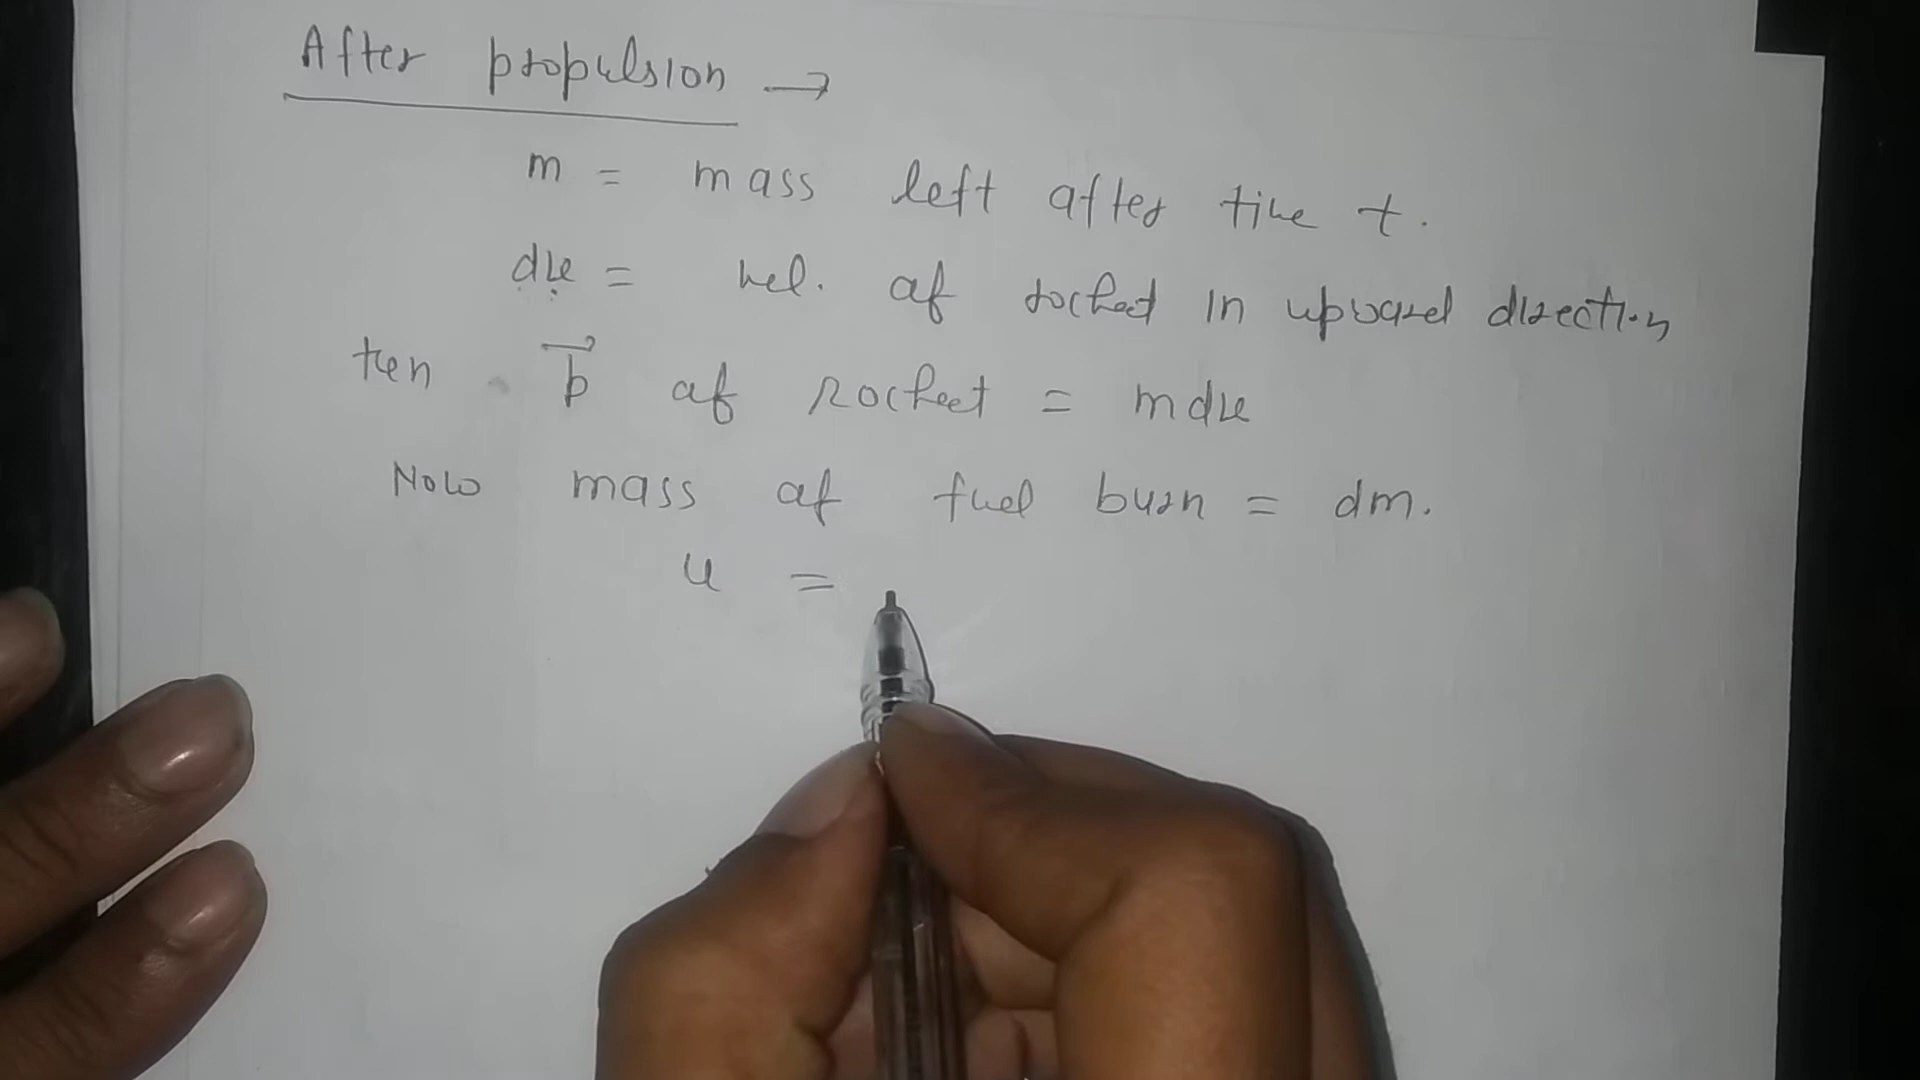 After propulsion →
m = mass left after time t.
dv = vel. of rocket in upward direction
then p⃗ of rocket = mdv
Now mass of fuel burn = dm.
u =